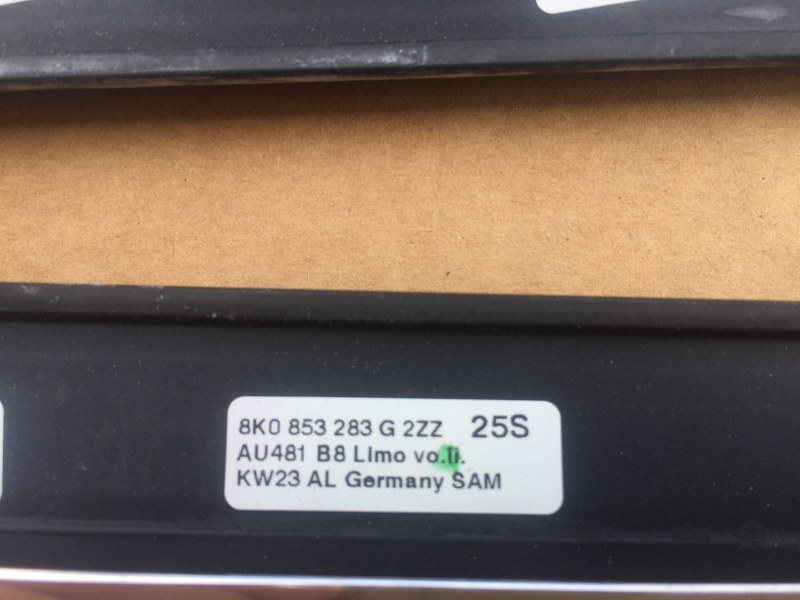 8K0 853 283 G 2ZZ 25S
AU481 B8 Limo vo.li.
KW23 AL Germany SAM